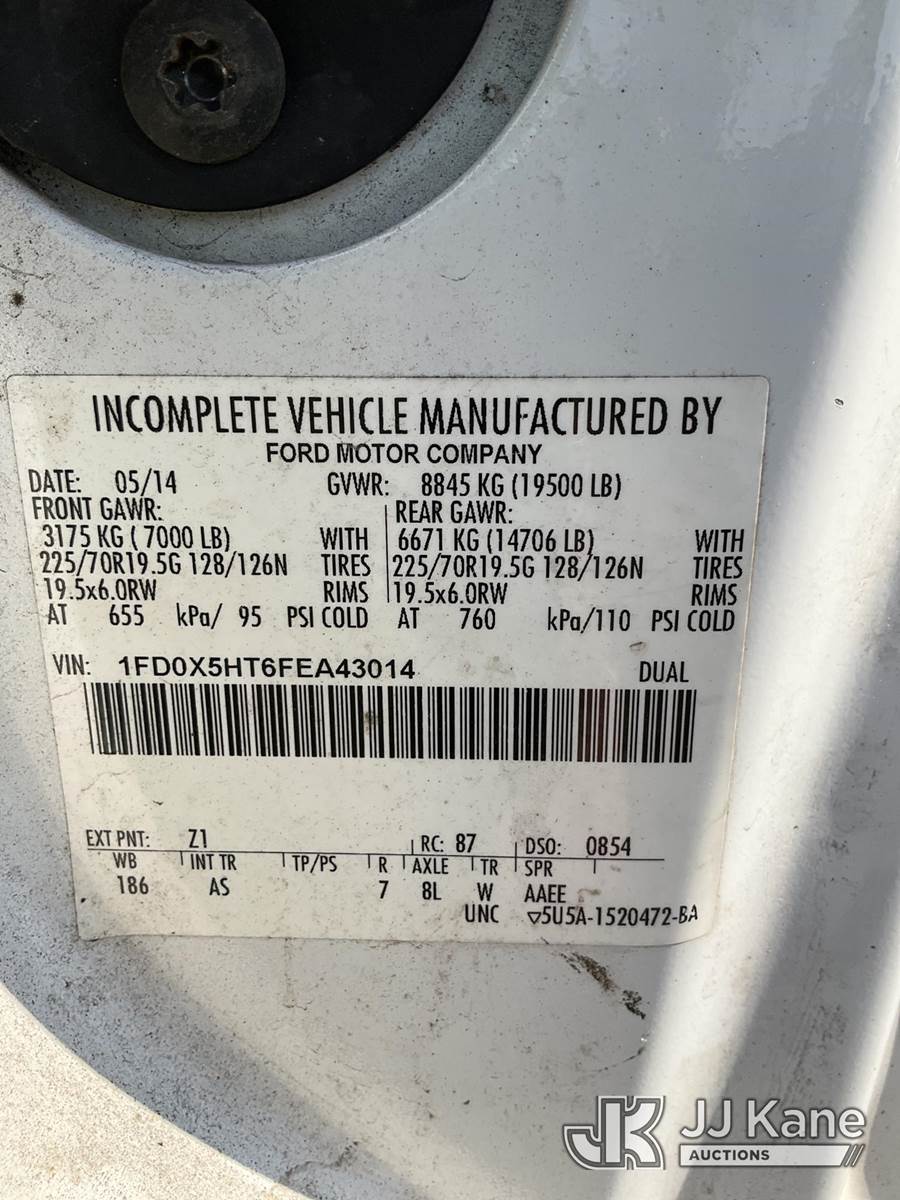 INCOMPLETE VEHICLE MANUFACTURED BY
FORD MOTOR COMPANY
DATE: 05/14 GVWR: 8845 KG (19500 LB)
FRONT GAWR: REAR GAWR:
3175 KG ( 7000 LB) WITH 6671 KG (14706 LB) WITH
225/70R19.5G 128/126N TIRES 225/70R19.5G 128/126N TIRES
19.5x6.0RW RIMS 19.5x6.0RW RIMS
AT 655 kPa/ 95 PSI COLD AT 760 kPa/110 PSI COLD
VIN: 1FD0X5HT6FEA43014 DUAL
EXT PNT: Z1 RC: 87 DSO: 0854
WB INT TR TP/PS R AXLE TR SPR
186 AS 7 8L W AAEE
UNC ▽5U5A-1520472-BA
JK JJ Kane
AUCTIONS